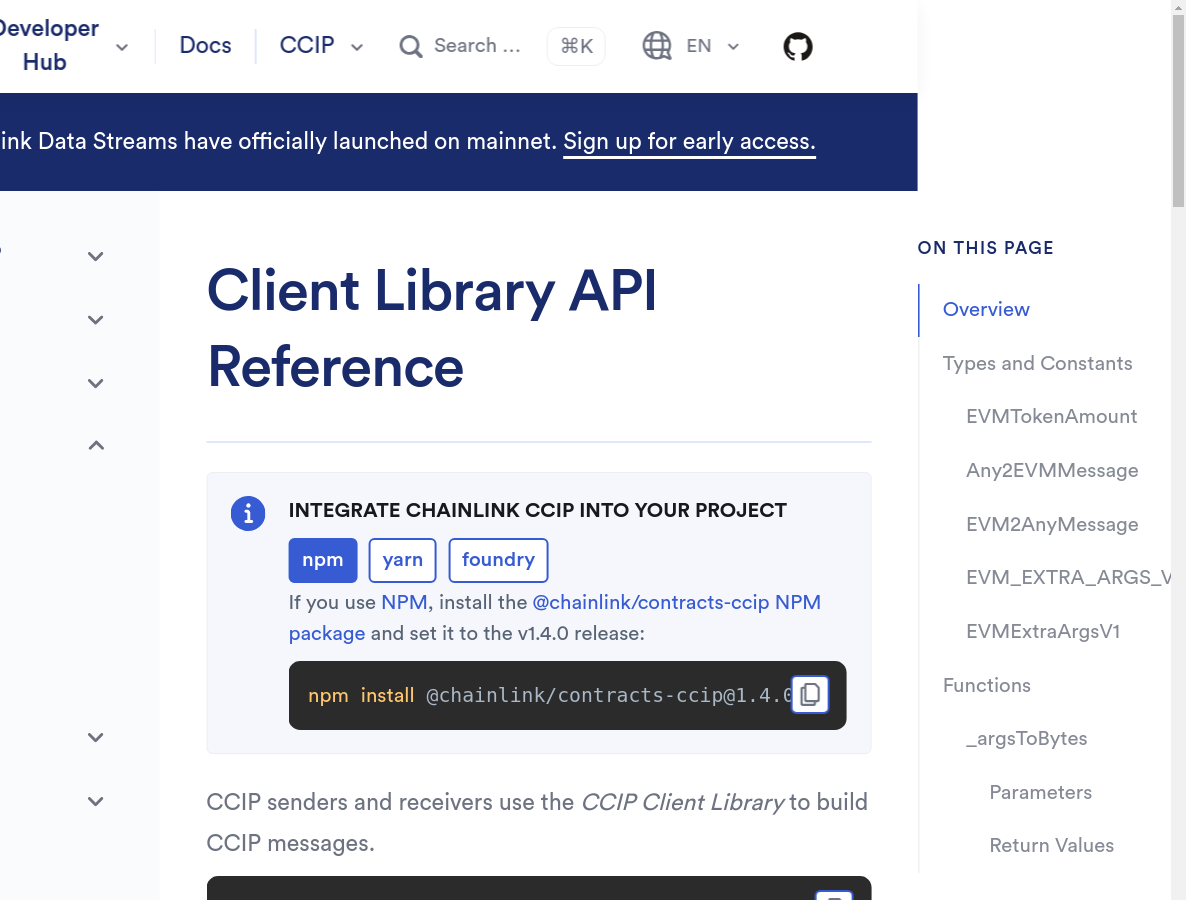 Developer
Hub
Docs
CCIP
Search ...
⌘K
EN
ink Data Streams have officially launched on mainnet. Sign up for early access.
Client Library API
Reference
INTEGRATE CHAINLINK CCIP INTO YOUR PROJECT
npm
yarn
foundry
If you use NPM, install the @chainlink/contracts-ccip NPM
package and set it to the v1.4.0 release:
npm install @chainlink/contracts-ccip@1.4.0
CCIP senders and receivers use the CCIP Client Library to build
CCIP messages.
ON THIS PAGE
Overview
Types and Constants
EVMTokenAmount
Any2EVMMessage
EVM2AnyMessage
EVM_EXTRA_ARGS_V
EVMExtraArgsV1
Functions
_argsToBytes
Parameters
Return Values